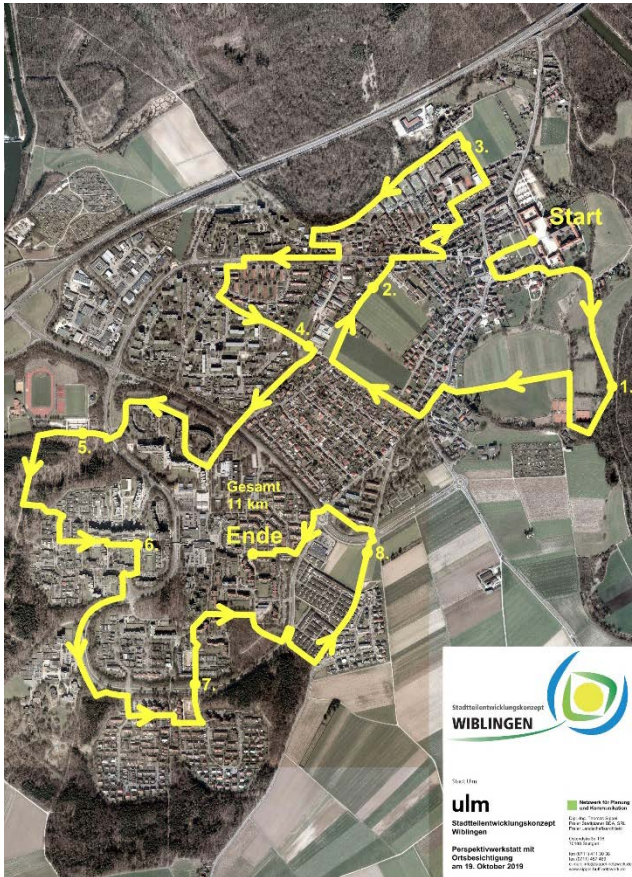 3.
Start
2.
4.
1.
5.
Gesamt
11 km
Ende
6.
8.
7.
Stadtteilentwicklungskonzept
WIBLINGEN
Stadt Ulm
ulm
Stadtteilentwicklungskonzept
Wiblingen
Perspektivwerkstatt mit
Ortsbesichtigung
am 19. Oktober 2019
Netzwerk für Planung
und Kommunikation